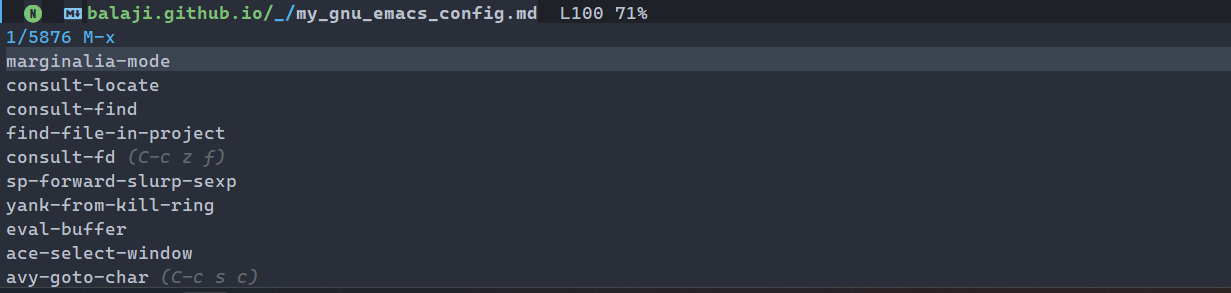 N balaji.github.io/_/my_gnu_emacs_config.md L100 71%
1/5876 M-x
marginalia-mode
consult-locate
consult-find
find-file-in-project
consult-fd (C-c z f)
sp-forward-slurp-sexp
yank-from-kill-ring
eval-buffer
ace-select-window
avy-goto-char (C-c s c)